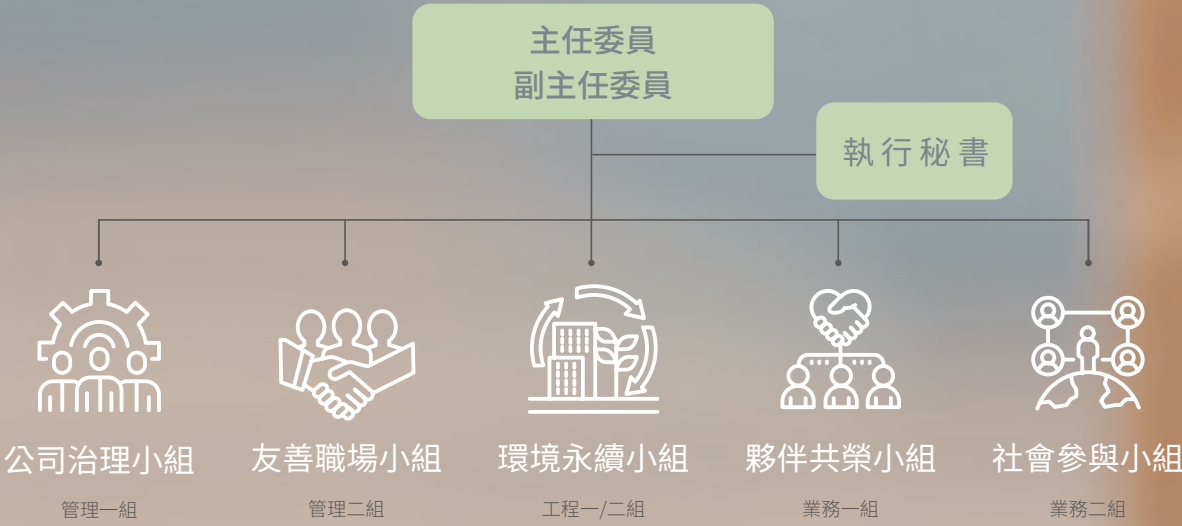 主任委員
副主任委員
執行秘書
公司治理小組
友善職場小組
環境永續小組
夥伴共榮小組
社會參與小組
管理一組
管理二組
工程一/二組
業務一組
業務二組